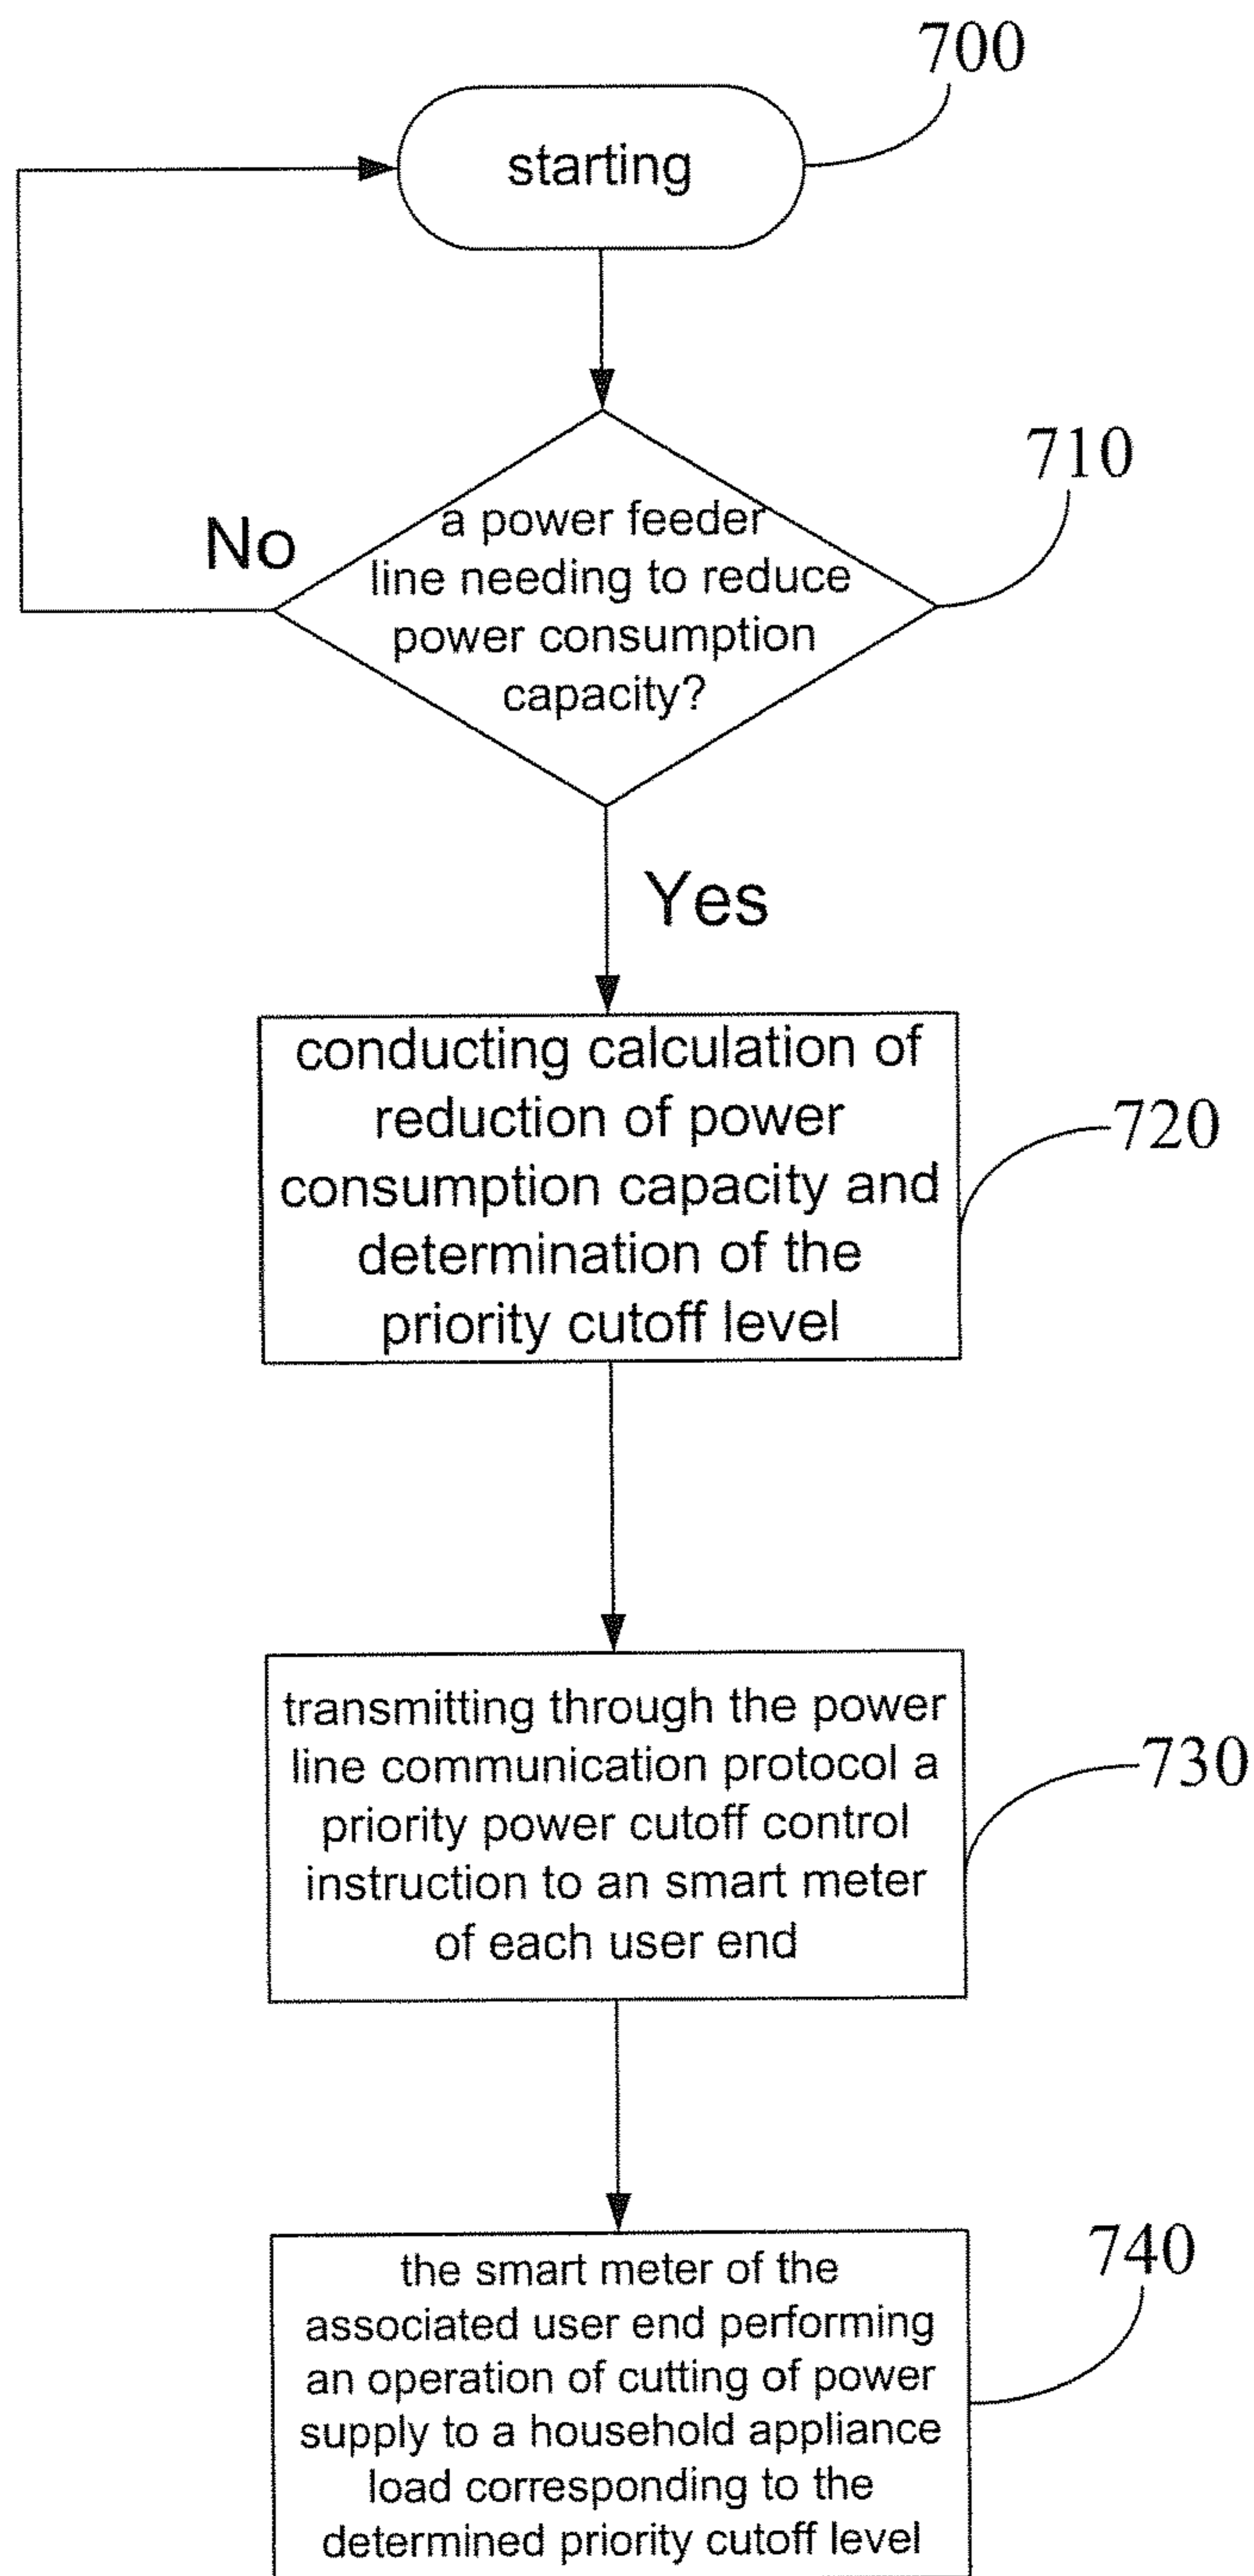 700
starting
710
No
a power feeder
line needing to reduce
power consumption
capacity?
Yes
conducting calculation of
reduction of power
consumption capacity and
determination of the
priority cutoff level
720
transmitting through the power
line communication protocol a
priority power cutoff control
instruction to an smart meter
of each user end
730
740
the smart meter of the
associated user end performing
an operation of cutting of power
supply to a household appliance
load corresponding to the
determined priority cutoff level